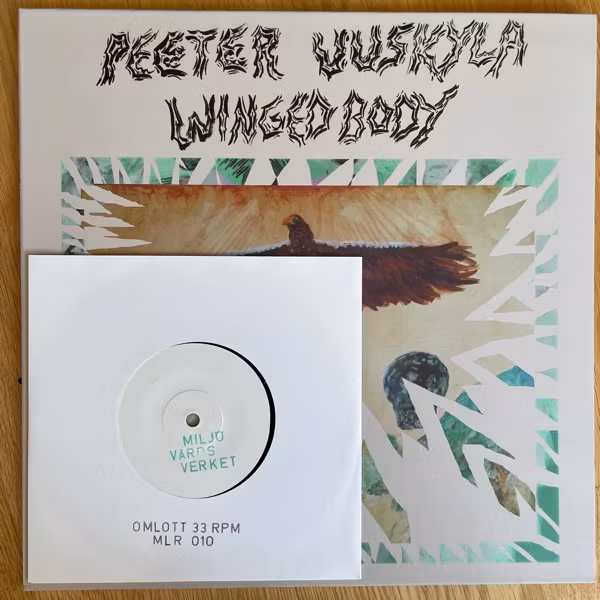 PEETER UUSKYLA
WINGED BODY
MILJÖ
VÅRDS
VERKET
OMLOTT 33 RPM
MLR 010